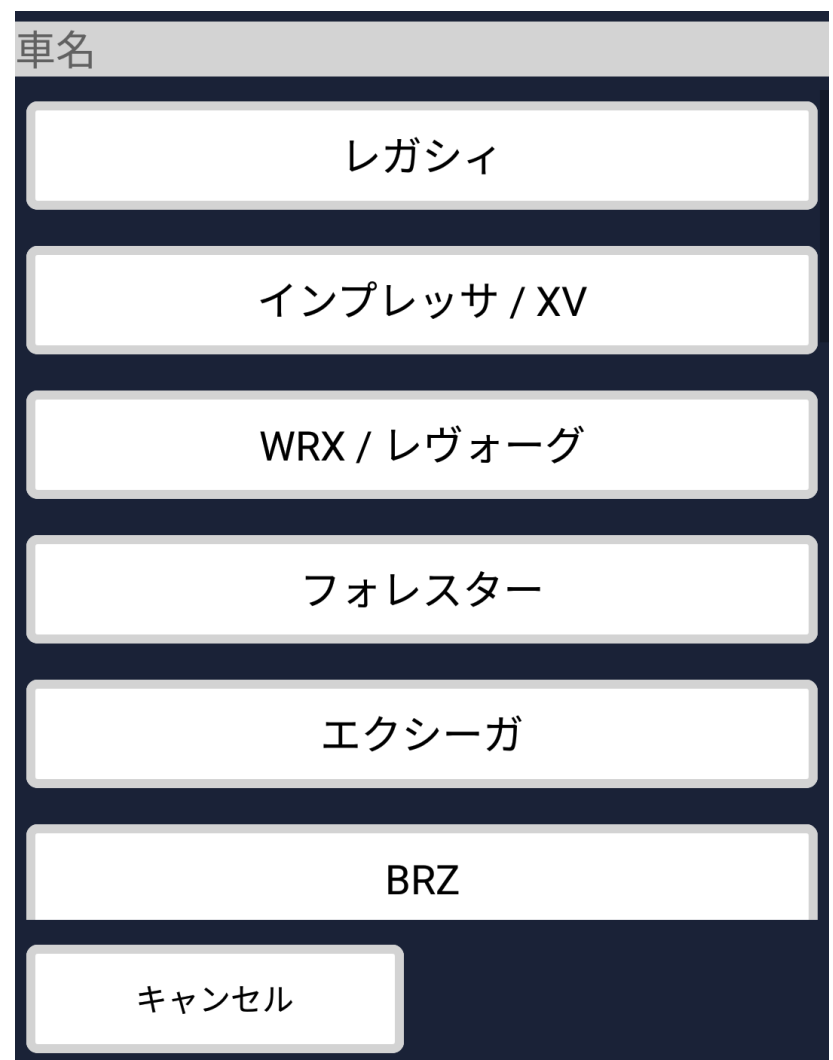 車名
レガシィ
インプレッサ / XV
WRX / レヴォーグ
フォレスター
エクシーガ
BRZ
キャンセル